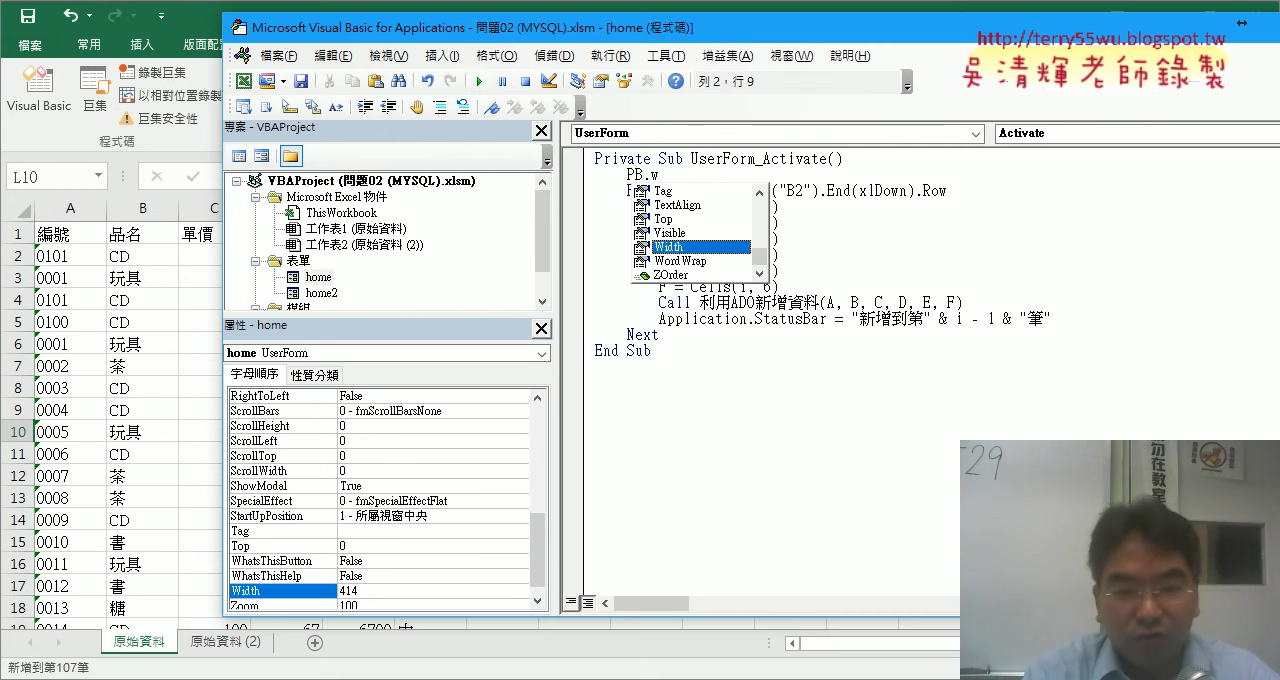 Microsoft Visual Basic for Applications - 問題02 (MYSQL).xlsm - [home (程式碼)]
http://terry55wu.blogspot.tw
吳清輝老師錄製
檔案 常用 插入 版面配
檔案(F) 編輯(E) 檢視(V) 插入(I) 格式(O) 偵錯(D) 執行(R) 工具(T) 增益集(A) 視窗(W) 說明(H)
Visual Basic 巨集 錄製巨集
以相對位置錄製
巨集安全性
程式碼
列 2，行 9
L10
專案 - VBAProject
VBAProject (問題02 (MYSQL).xlsm)
Microsoft Excel 物件
ThisWorkbook
工作表1 (原始資料)
工作表2 (原始資料 (2))
表單
home
home2
屬性 - home
home UserForm
字母順序 性質分類
RightToLeft False
ScrollBars 0 - fmScrollBarsNone
ScrollHeight 0
ScrollLeft 0
ScrollTop 0
ScrollWidth 0
ShowModal True
SpecialEffect 0 - fmSpecialEffectFlat
StartUpPosition 1 - 所屬視窗中央
Tag
Top 0
WhatsThisButton False
WhatsThisHelp False
Width 414
Zoom 100
UserForm Activate
Private Sub UserForm_Activate()
PB.w
("B2").End(xlDown).Row
)
)
)
)
)
F = Cells(i, 6)
Call 利用ADO新增資料(A, B, C, D, E, F)
Application.StatusBar = "新增到第" & i - 1 & "筆"
Next
End Sub
Tag
TextAlign
Top
Visible
Width
WordWrap
ZOrder
A B C
1 編號 品名 單價
2 0101 CD
3 0001 玩具
4 0101 CD
5 0100 CD
6 0001 玩具
7 0002 茶
8 0003 CD
9 0004 CD
10 0005 玩具
11 0006 CD
12 0007 茶
13 0008 茶
14 0009 CD
15 0010 書
16 0011 玩具
17 0012 書
18 0013 糖
原始資料 原始資料 (2)
新增到第107筆
29
勿在教室